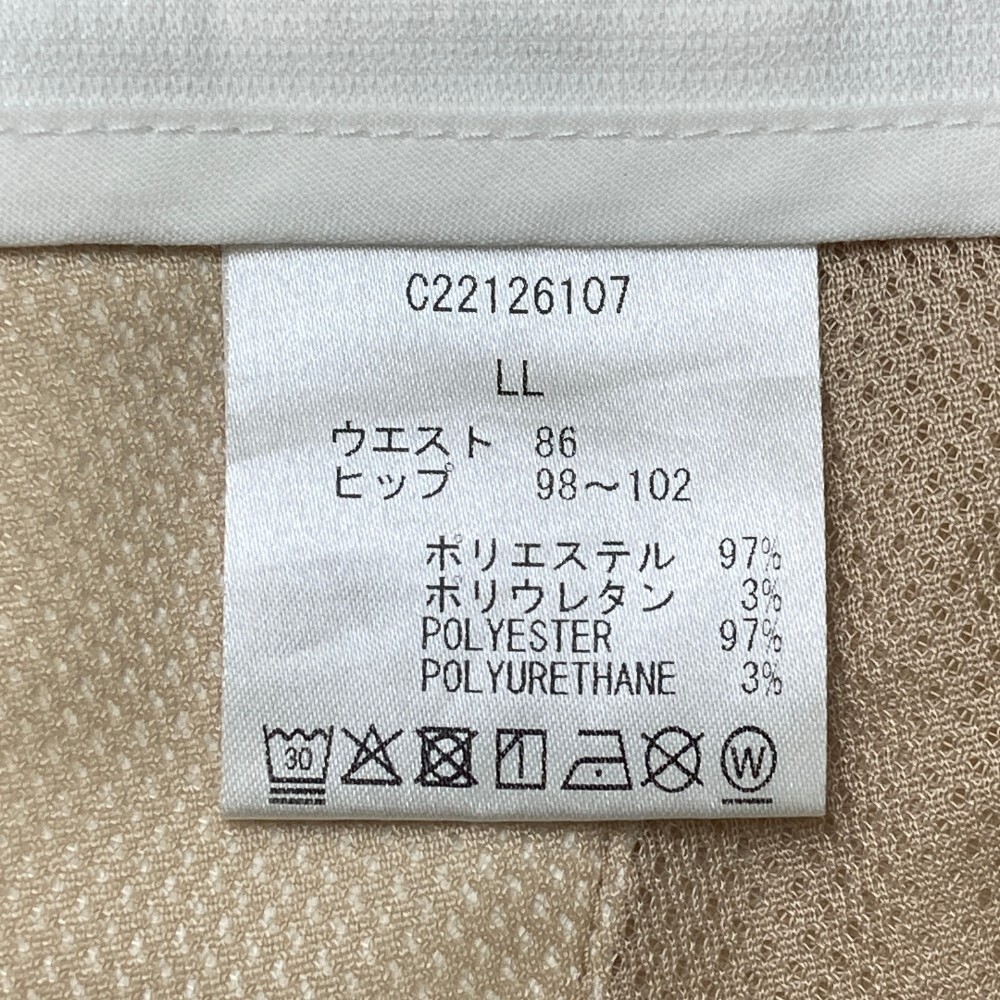 C22126107
LL
ウエスト 86
ヒップ 98～102
ポリエステル 97%
ポリウレタン 3%
POLYESTER 97%
POLYURETHANE 3%
30 W